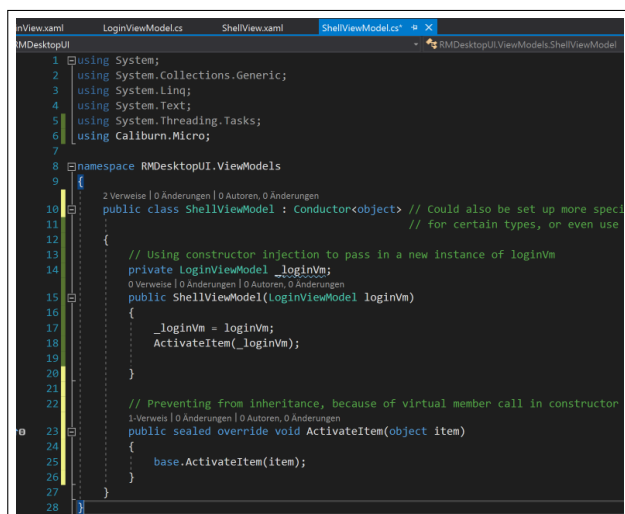 inView.xaml LoginViewModel.cs ShellView.xaml ShellViewModel.cs*
RMDesktopUI RMDesktopUI.ViewModels.ShellViewModel
1 using System;
2 using System.Collections.Generic;
3 using System.Linq;
4 using System.Text;
5 using System.Threading.Tasks;
6 using Caliburn.Micro;
7
8 namespace RMDesktopUI.ViewModels
9 {
2 Verweise | 0 Änderungen | 0 Autoren, 0 Änderungen
10 public class ShellViewModel : Conductor<object> // Could also be set up more speci
11 // for certain types, or even use
12 {
13 // Using constructor injection to pass in a new instance of loginVm
14 private LoginViewModel _loginVm;
0 Verweise | 0 Änderungen | 0 Autoren, 0 Änderungen
15 public ShellViewModel(LoginViewModel loginVm)
16 {
17 _loginVm = loginVm;
18 ActivateItem(_loginVm);
19
20 }
21
22 // Preventing from inheritance, because of virtual member call in constructor
1-Verweis | 0 Änderungen | 0 Autoren, 0 Änderungen
23 public sealed override void ActivateItem(object item)
24 {
25 base.ActivateItem(item);
26 }
27 }
28 }